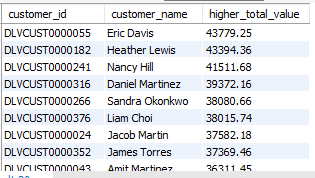 customer_id customer_name higher_total_value
DLVCUST0000055 Eric Davis 43779.25
DLVCUST0000182 Heather Lewis 43394.36
DLVCUST0000241 Nancy Hill 41511.68
DLVCUST0000316 Daniel Martinez 39372.16
DLVCUST0000266 Sandra Okonkwo 38080.66
DLVCUST0000376 Liam Choi 38015.74
DLVCUST0000024 Jacob Martin 37582.18
DLVCUST0000352 James Torres 37369.46
DLVCUST0000043 Amit Martinez 36311.45